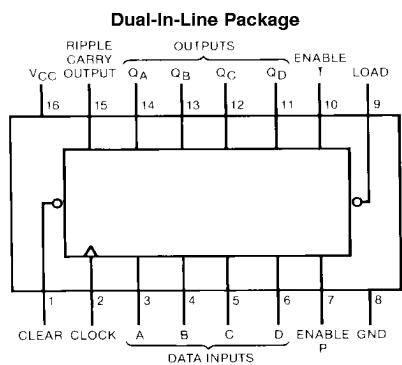 Dual-In-Line Package
RIPPLE
CARRY
OUTPUT
OUTPUTS
ENABLE
T
VCC
QA
QB
QC
QD
LOAD
16
15
14
13
12
11
10
9
1
2
3
4
5
6
7
8
CLEAR
CLOCK
A
B
C
D
ENABLE
P
GND
DATA INPUTS